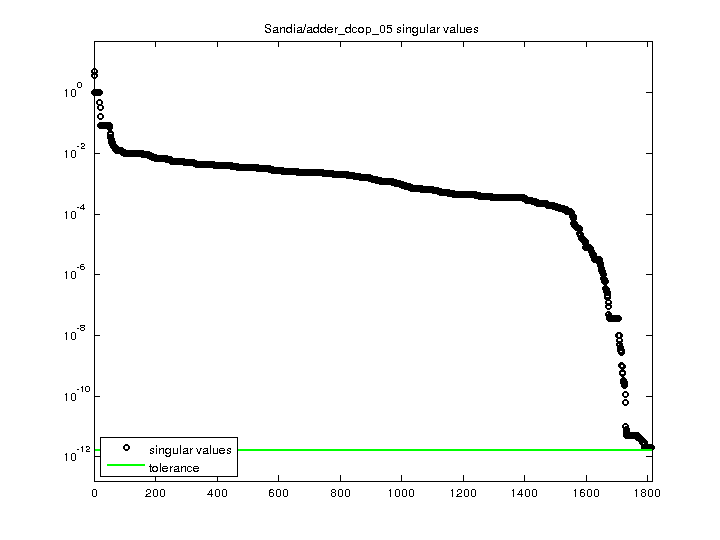 Sandia/adder_dcop_05 singular values
10^0
10^-2
10^-4
10^-6
10^-8
10^-10
10^-12
singular values
tolerance
0 200 400 600 800 1000 1200 1400 1600 1800